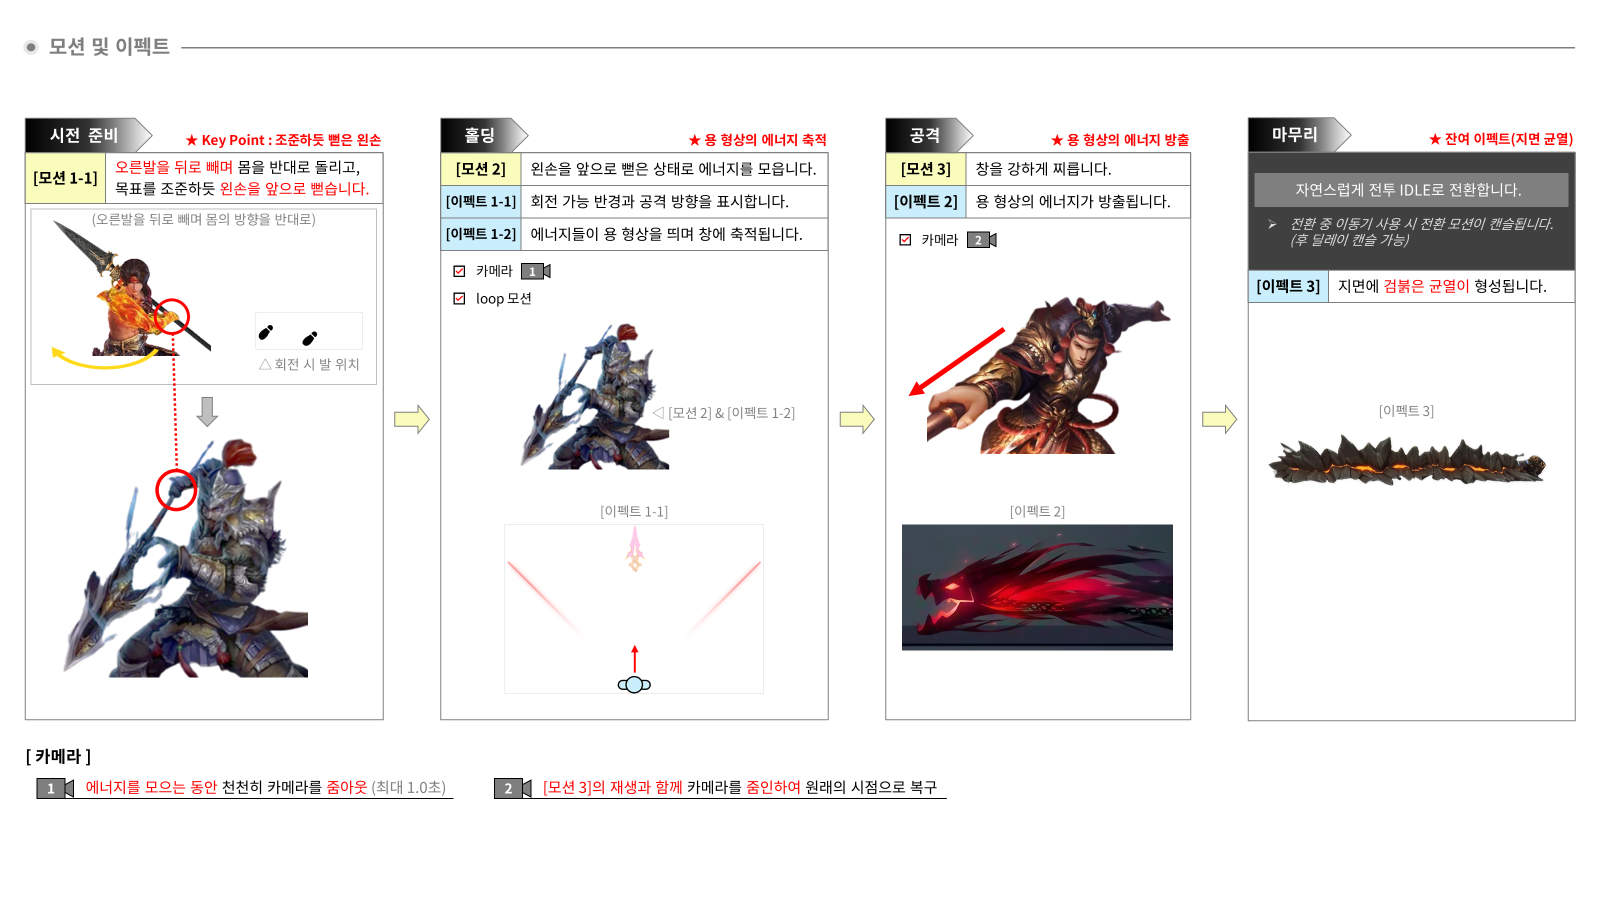 모션 및 이펙트
시전 준비
★ Key Point : 조준하듯 뻗은 왼손
[모션 1-1]
오른발을 뒤로 빼며 몸을 반대로 돌리고,
목표를 조준하듯 왼손을 앞으로 뻗습니다.
(오른발을 뒤로 빼며 몸의 방향을 반대로)
△ 회전 시 발 위치
홀딩
★ 용 형상의 에너지 축적
[모션 2]
왼손을 앞으로 뻗은 상태로 에너지를 모읍니다.
[이펙트 1-1]
회전 가능 반경과 공격 방향을 표시합니다.
[이펙트 1-2]
에너지들이 용 형상을 띄며 창에 축적됩니다.
카메라 1
loop 모션
◁ [모션 2] & [이펙트 1-2]
[이펙트 1-1]
공격
★ 용 형상의 에너지 방출
[모션 3]
창을 강하게 찌릅니다.
[이펙트 2]
용 형상의 에너지가 방출됩니다.
카메라 2
[이펙트 2]
마무리
★ 잔여 이펙트(지면 균열)
자연스럽게 전투 IDLE로 전환합니다.
➢ 전환 중 이동기 사용 시 전환 모션이 캔슬됩니다.
(후 딜레이 캔슬 가능)
[이펙트 3]
지면에 검붉은 균열이 형성됩니다.
[이펙트 3]
[ 카메라 ]
1 에너지를 모으는 동안 천천히 카메라를 줌아웃 (최대 1.0초)
2 [모션 3]의 재생과 함께 카메라를 줌인하여 원래의 시점으로 복구